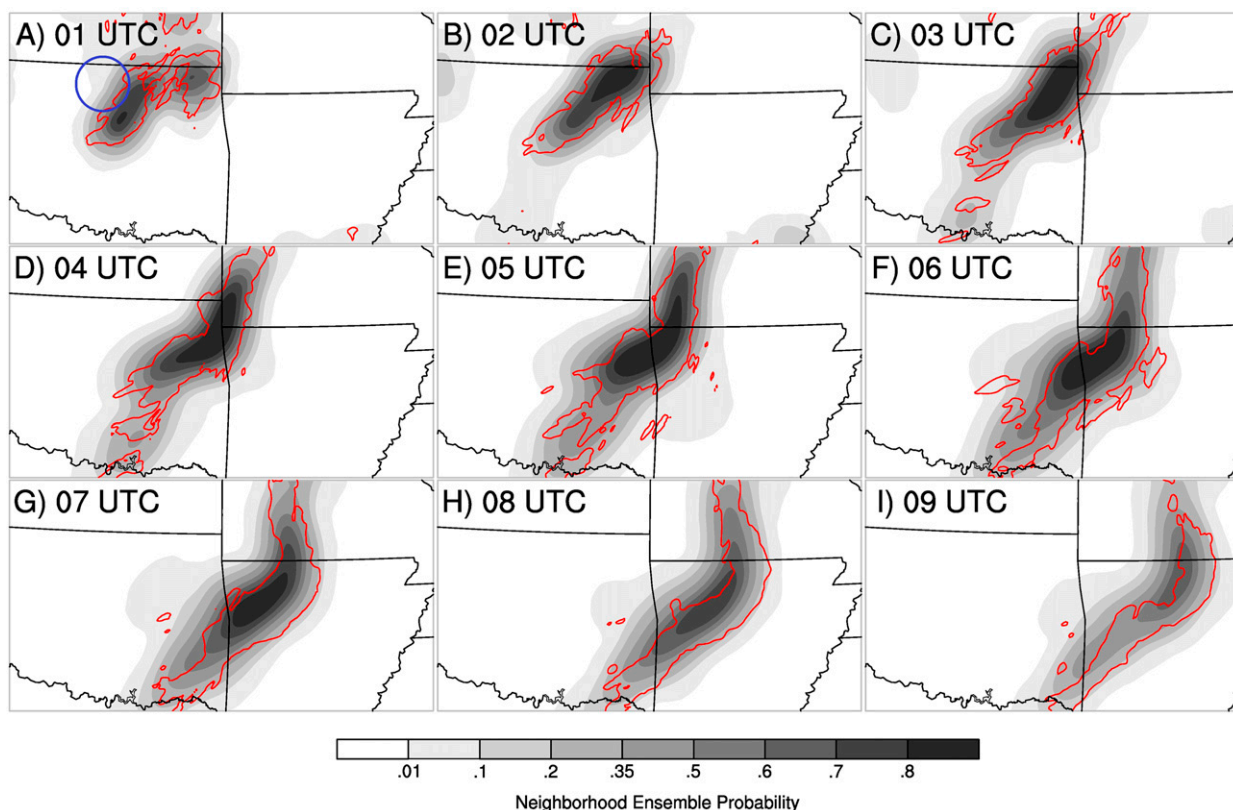 A) 01 UTC
B) 02 UTC
C) 03 UTC
D) 04 UTC
E) 05 UTC
F) 06 UTC
G) 07 UTC
H) 08 UTC
I) 09 UTC
.01 .1 .2 .35 .5 .6 .7 .8
Neighborhood Ensemble Probability